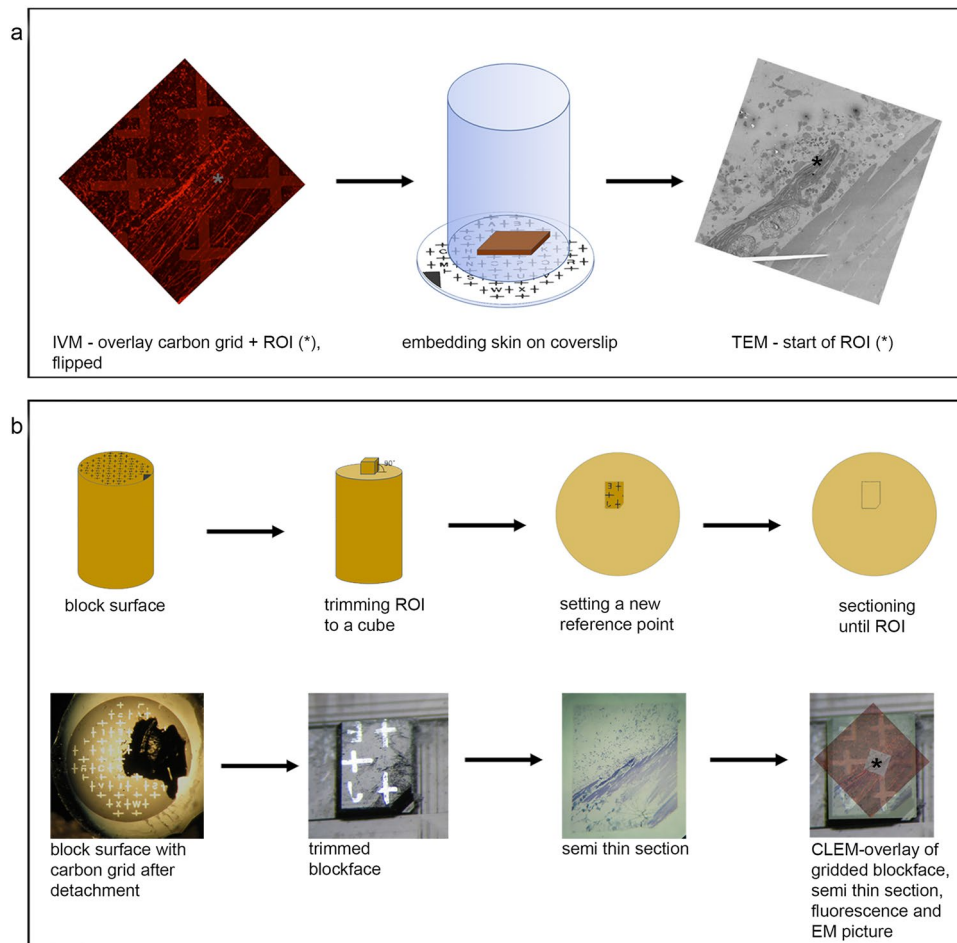 a
IVM - overlay carbon grid + ROI (*),
flipped
embedding skin on coverslip
TEM - start of ROI (*)
b
90°
block surface
trimming ROI
to a cube
setting a new
reference point
sectioning
until ROI
block surface with
carbon grid after
detachment
trimmed
blockface
semi thin section
CLEM-overlay of
gridded blockface,
semi thin section,
fluorescence and
EM picture